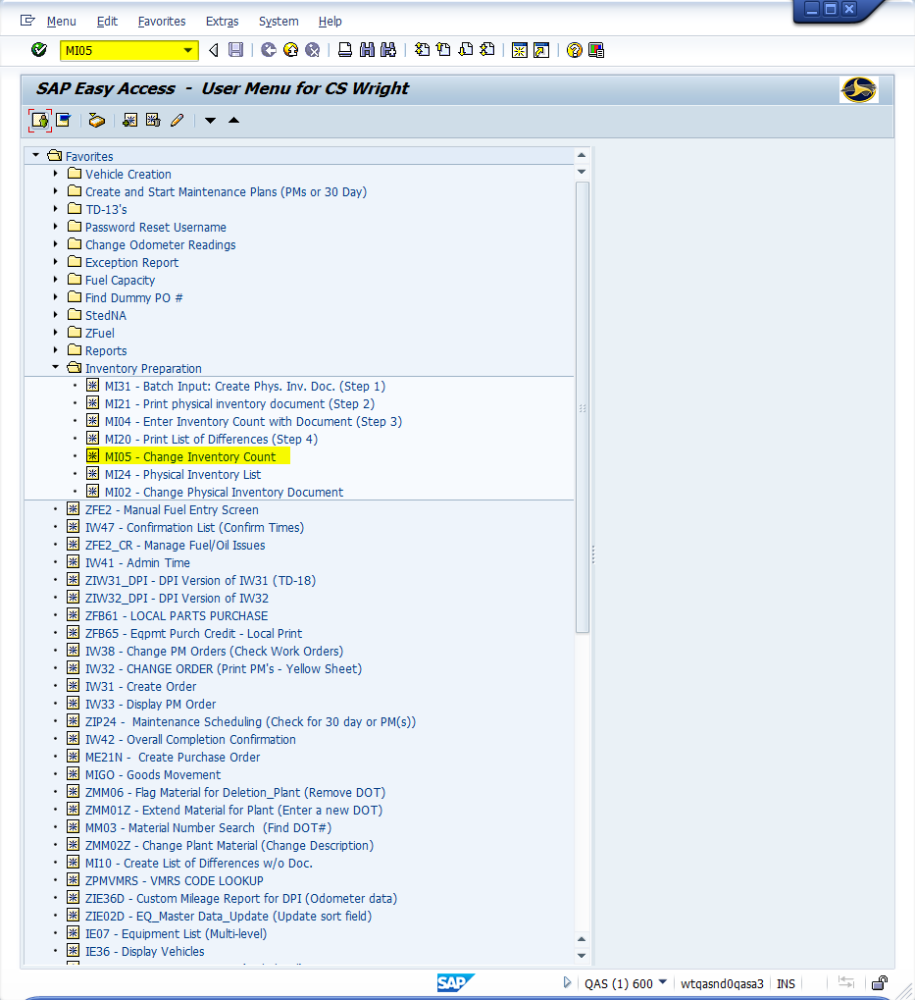 Menu Edit Favorites Extras System Help
MI05
SAP Easy Access - User Menu for CS Wright
Favorites
Vehicle Creation
Create and Start Maintenance Plans (PMs or 30 Day)
TD-13's
Password Reset Username
Change Odometer Readings
Exception Report
Fuel Capacity
Find Dummy PO #
StedNA
ZFuel
Reports
Inventory Preparation
MI31 - Batch Input: Create Phys. Inv. Doc. (Step 1)
MI21 - Print physical inventory document (Step 2)
MI04 - Enter Inventory Count with Document (Step 3)
MI20 - Print List of Differences (Step 4)
MI05 - Change Inventory Count
MI24 - Physical Inventory List
MI02 - Change Physical Inventory Document
ZFE2 - Manual Fuel Entry Screen
IW47 - Confirmation List (Confirm Times)
ZFE2_CR - Manage Fuel/Oil Issues
IW41 - Admin Time
ZIW31_DPI - DPI Version of IW31 (TD-18)
ZIW32_DPI - DPI Version of IW32
ZFB61 - LOCAL PARTS PURCHASE
ZFB65 - Eqpmt Purch Credit - Local Print
IW38 - Change PM Orders (Check Work Orders)
IW32 - CHANGE ORDER (Print PM's - Yellow Sheet)
IW31 - Create Order
IW33 - Display PM Order
ZIP24 -  Maintenance Scheduling (Check for 30 day or PM(s))
IW42 - Overall Completion Confirmation
ME21N -  Create Purchase Order
MIGO - Goods Movement
ZMM06 - Flag Material for Deletion_Plant (Remove DOT)
ZMM01Z - Extend Material for Plant (Enter a new DOT)
MM03 - Material Number Search  (Find DOT#)
ZMM02Z - Change Plant Material (Change Description)
MI10 - Create List of Differences w/o Doc.
ZPMVMRS - VMRS CODE LOOKUP
ZIE36D - Custom Mileage Report for DPI (Odometer data)
ZIE02D - EQ_Master Data_Update (Update sort field)
IE07 - Equipment List (Multi-level)
IE36 - Display Vehicles
SAP QAS (1) 600 wtqasnd0qasa3 INS